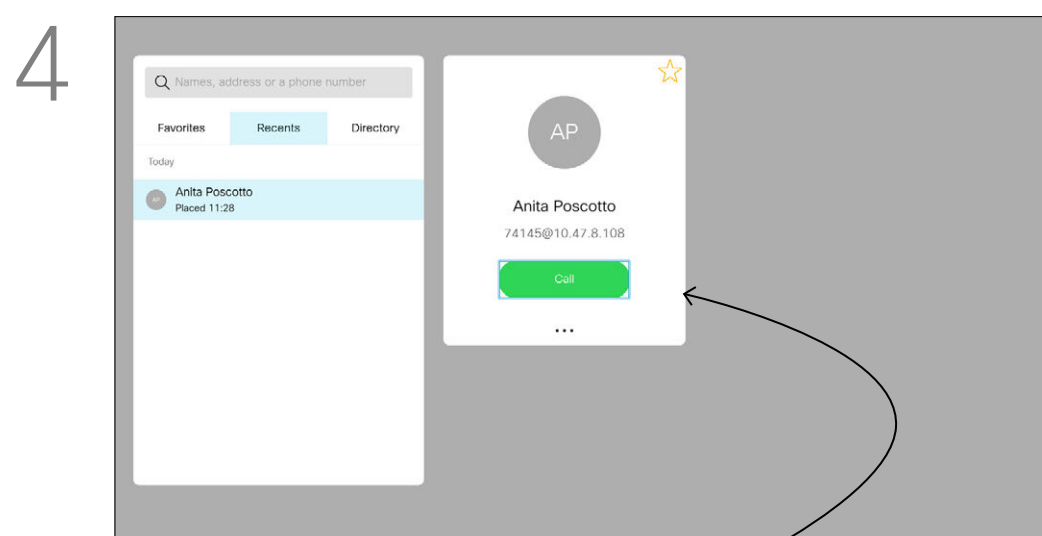 4
Names, address or a phone number
Favorites Recents Directory
Today
AP
Anita Poscotto
Placed 11:28
AP
Anita Poscotto
74145@10.47.8.108
Call
...